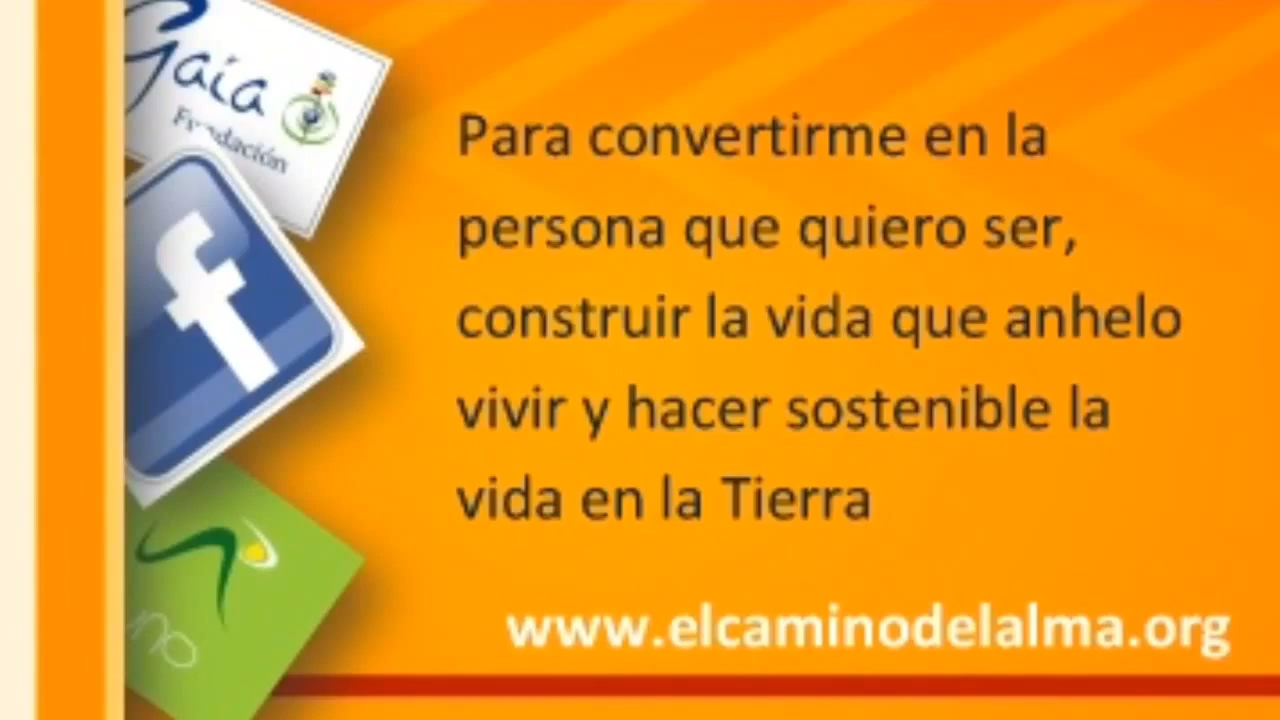 Gaia
Fundación
Para convertirme en la
persona que quiero ser,
construir la vida que anhelo
vivir y hacer sostenible la
vida en la Tierra
www.elcaminodelalma.org